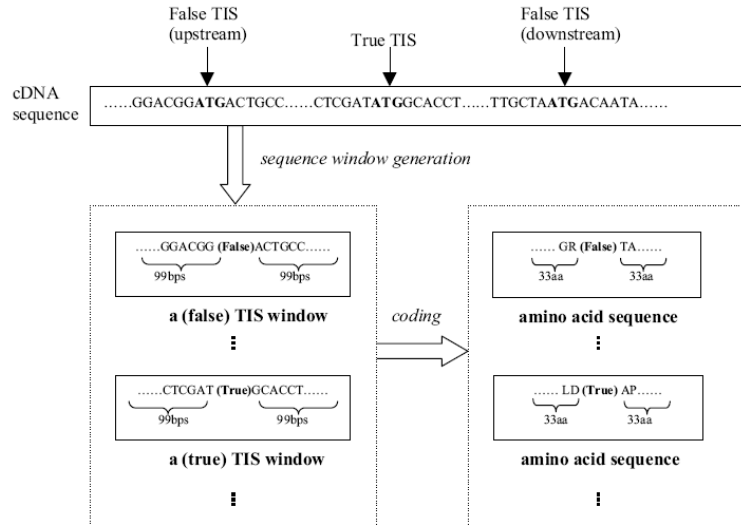 False TIS
(upstream)
True TIS
False TIS
(downstream)
cDNA
sequence
……GGACGGATGACTGCC……CTCGATATGGCACCT……TTGCTAATGACAATA……
sequence window generation
……GGACGG (False)ACTGCC……
99bps
99bps
a (false) TIS window
……CTCGAT (True)GCACCT……
99bps
99bps
a (true) TIS window
coding
…… GR (False) TA……
33aa
33aa
amino acid sequence
…… LD (True) AP……
33aa
33aa
amino acid sequence